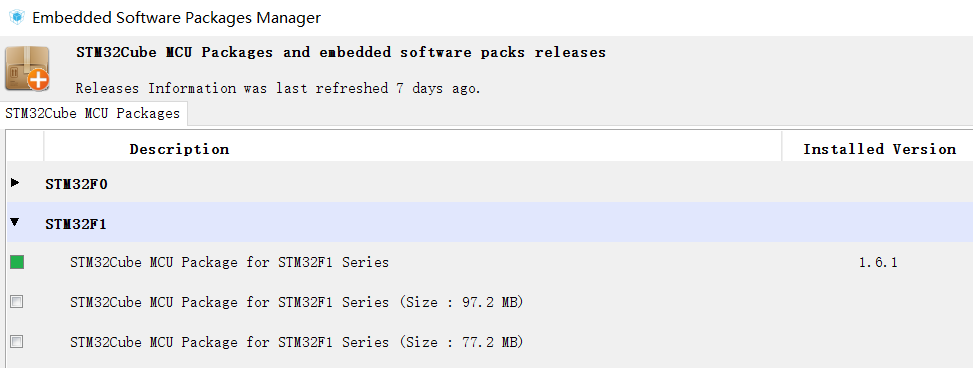 Embedded Software Packages Manager
STM32Cube MCU Packages and embedded software packs releases
Releases Information was last refreshed 7 days ago.
STM32Cube MCU Packages
Description Installed Version
STM32F0
STM32F1
STM32Cube MCU Package for STM32F1 Series 1.6.1
STM32Cube MCU Package for STM32F1 Series (Size : 97.2 MB)
STM32Cube MCU Package for STM32F1 Series (Size : 77.2 MB)